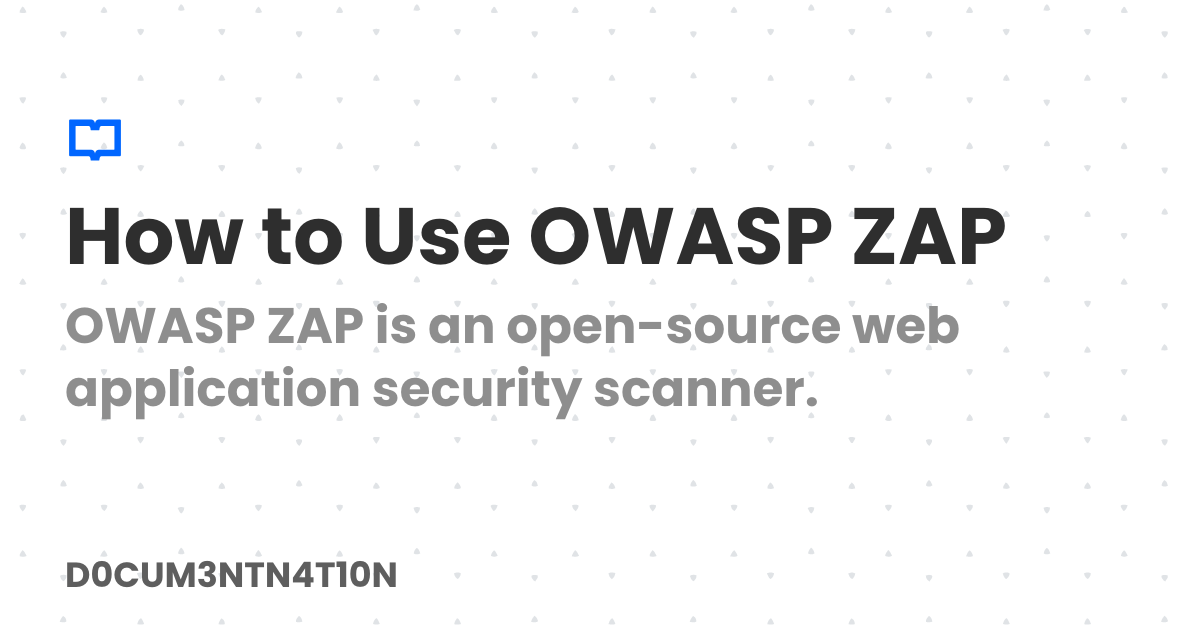 How to Use OWASP ZAP
OWASP ZAP is an open-source web
application security scanner.
D0CUM3NTN4T10N